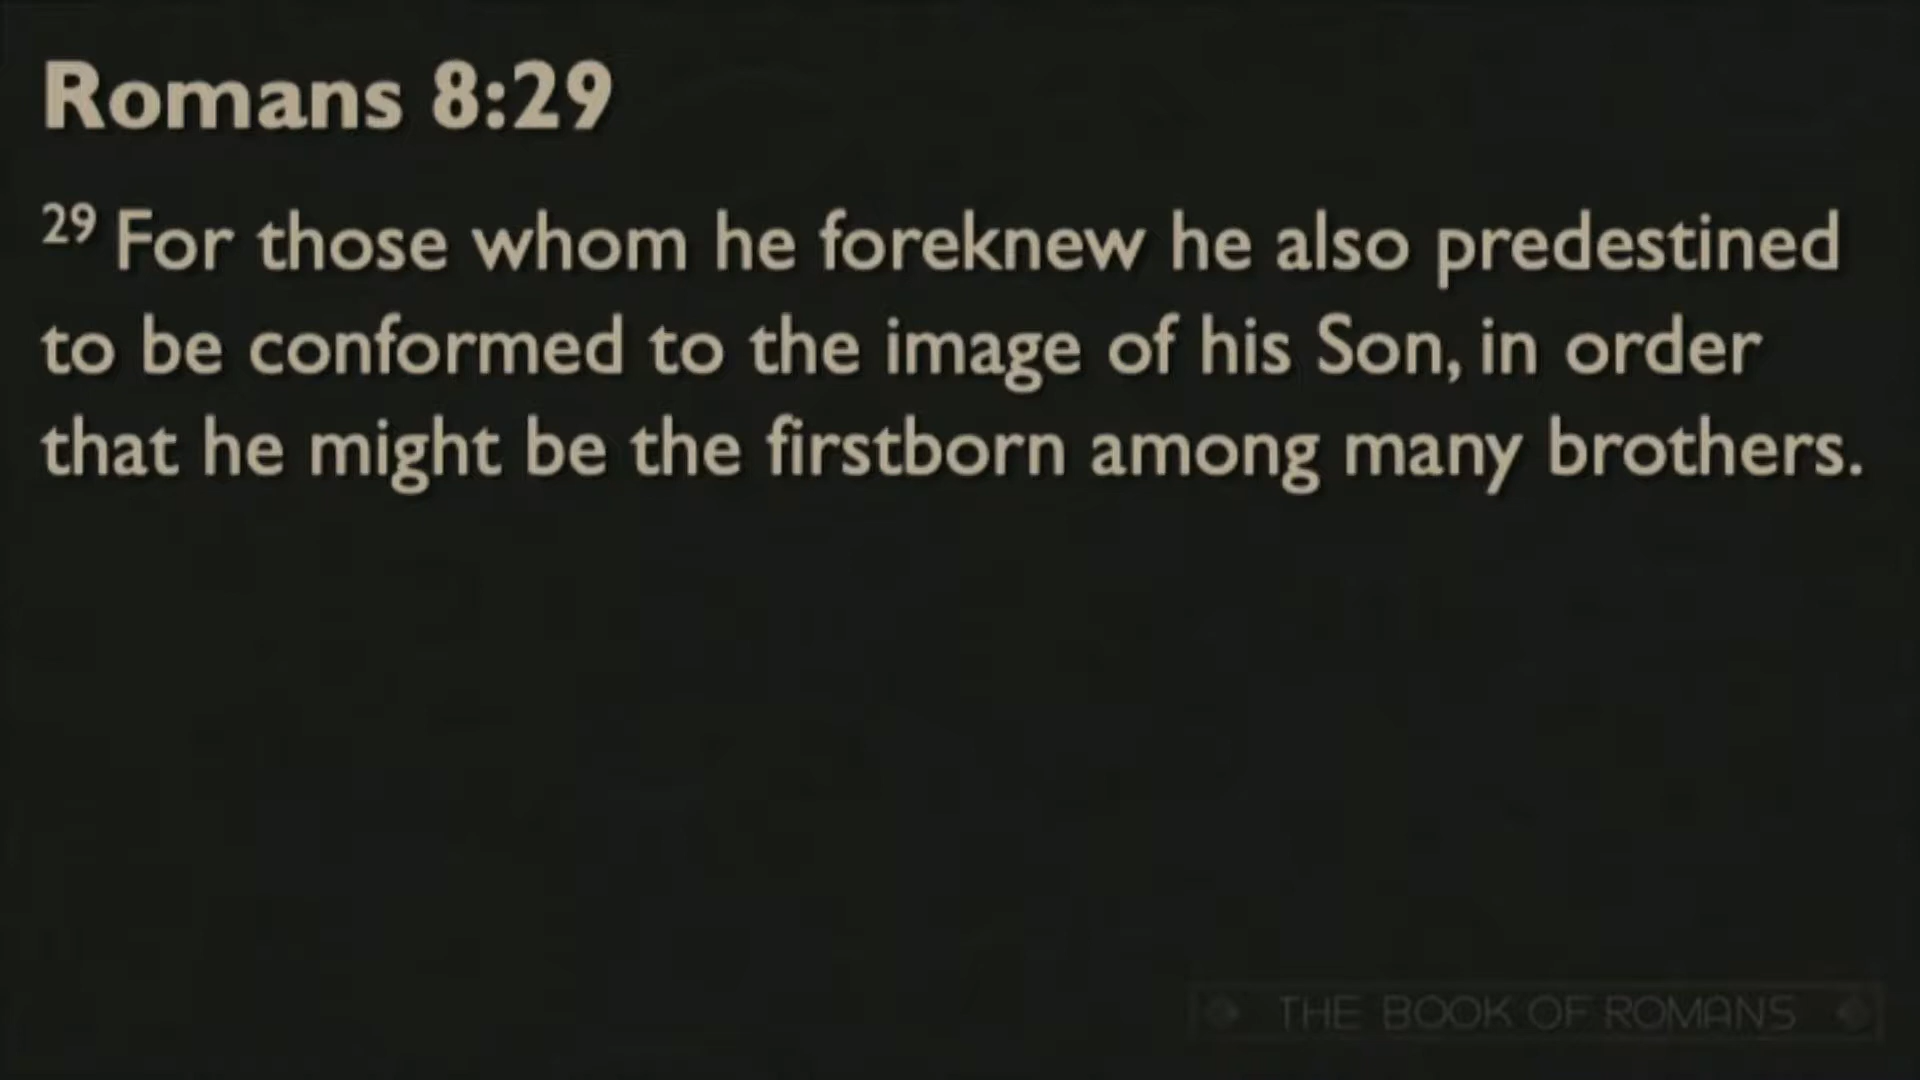 Romans 8:29
29 For those whom he foreknew he also predestined
to be conformed to the image of his Son, in order
that he might be the firstborn among many brothers.
THE BOOK OF ROMANS